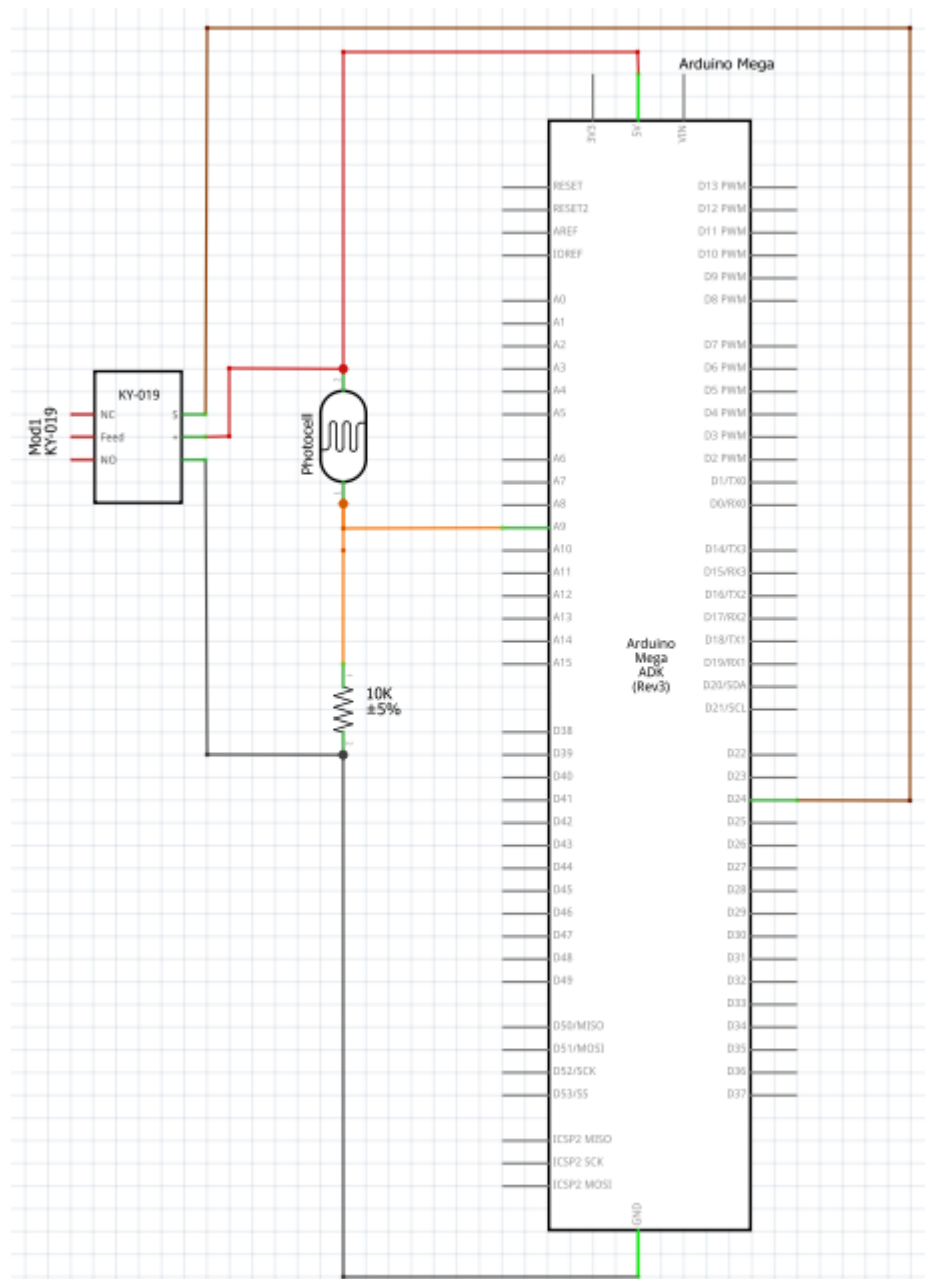 Arduino Mega
3V3
5V
VIN
RESET
D13 PWM
RESET2
D12 PWM
AREF
D11 PWM
IOREF
D10 PWM
D9 PWM
A0
D8 PWM
A1
A2
D7 PWM
A3
D6 PWM
A4
D5 PWM
A5
D4 PWM
D3 PWM
A6
D2 PWM
A7
D1/TX0
A8
D0/RX0
A9
A10
D14/TX3
A11
D15/RX3
A12
D16/TX2
A13
D17/RX2
A14
D18/TX1
A15
D19/RX1
D20/SDA
D21/SCL
Arduino
Mega
ADK
(Rev3)
D38
D39
D22
D40
D23
D41
D24
D42
D25
D43
D26
D44
D27
D45
D28
D46
D29
D47
D30
D48
D31
D49
D32
D33
D50/MISO
D34
D51/MOSI
D35
D52/SCK
D36
D53/SS
D37
ICSP2 MISO
ICSP2 SCK
ICSP2 MOSI
GND
Mod1
KY-019
KY-019
NC
S
Feed
+
NO
-
Photocell
10K
±5%